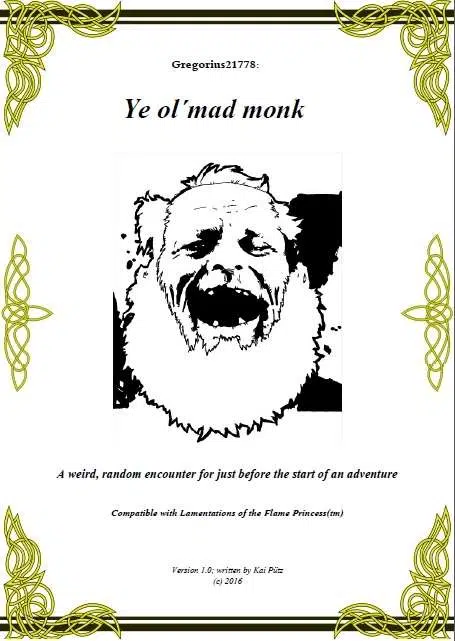 Gregorius21778:
Ye ol´mad monk
A weird, random encounter for just before the start of an adventure
Compatible with Lamentations of the Flame Princess(tm)
Version 1.0; written by Kai Pütz
(c) 2016